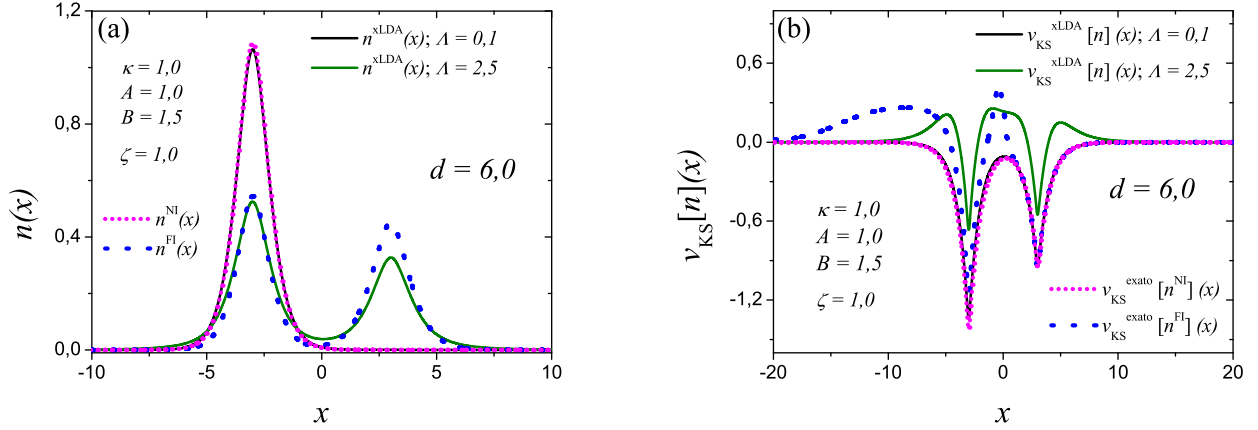 (a)
n^xLDA(x); Λ = 0,1
n^xLDA(x); Λ = 2,5
κ = 1,0
A = 1,0
B = 1,5
ζ = 1,0
d = 6,0
n^NI(x)
n^FI(x)
n(x)
1,2
0,8
0,4
0,0
-10
-5
0
5
10
x
(b)
v_KS^xLDA [n] (x); Λ = 0,1
v_KS^xLDA [n] (x); Λ = 2,5
d = 6,0
κ = 1,0
A = 1,0
B = 1,5
ζ = 1,0
v_KS^exato [n^NI] (x)
v_KS^exato [n^FI] (x)
v_KS[n](x)
0,6
0,0
-0,6
-1,2
-20
-10
0
10
20
x